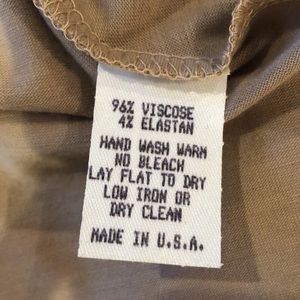 96% VISCOSE
4% ELASTAN
HAND WASH WARM
NO BLEACH
LAY FLAT TO DRY
LOW IRON OR
DRY CLEAN
MADE IN U.S.A.